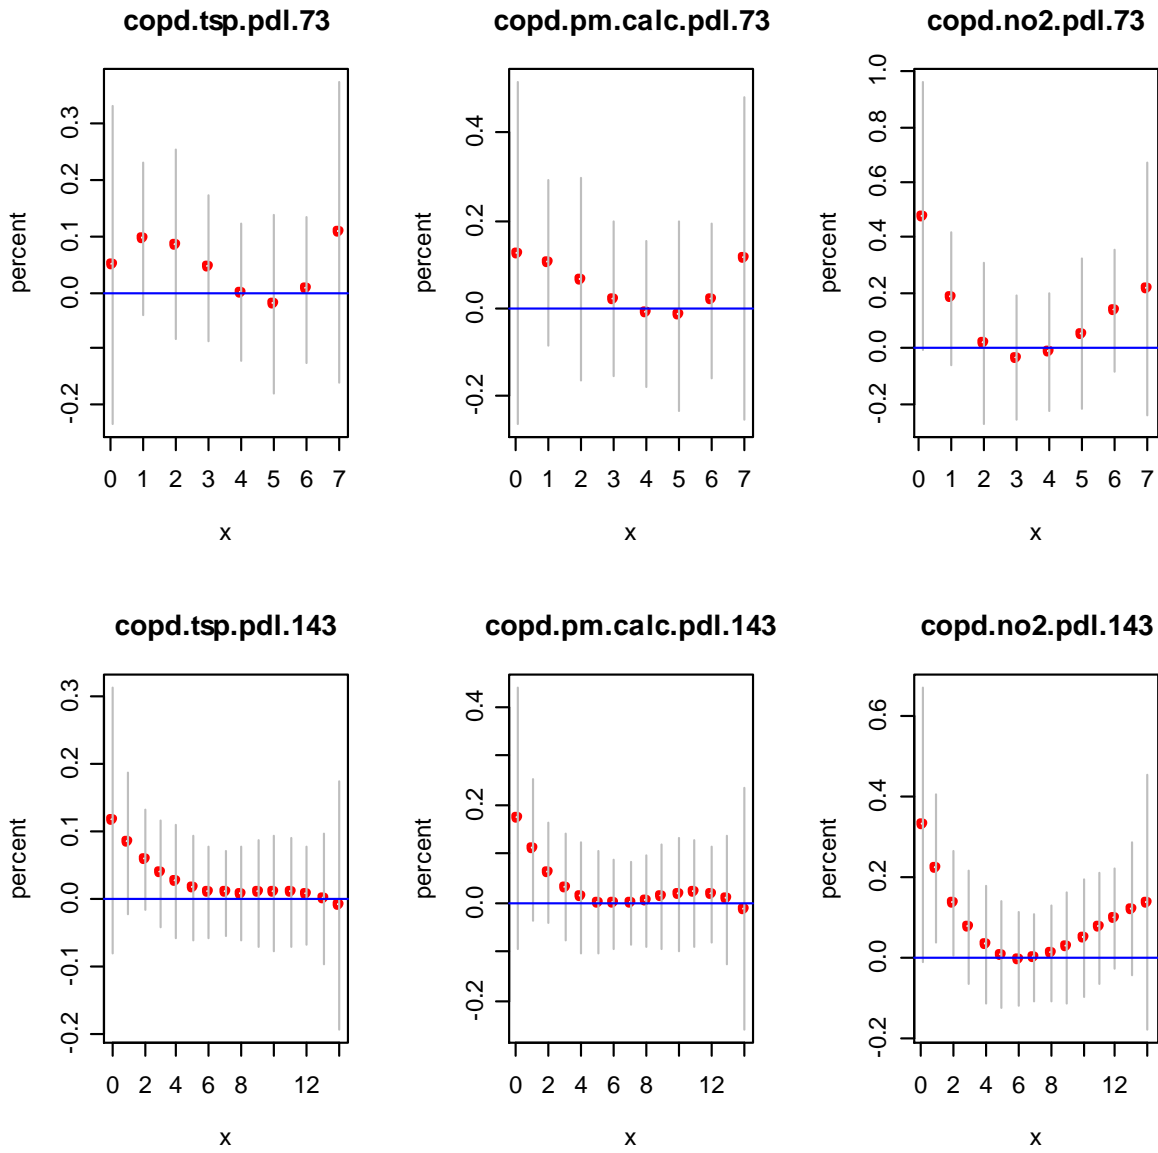 copd.tsp.pdl.73
percent
0.3
0.2
0.1
0.0
-0.2
0 1 2 3 4 5 6 7
x
copd.pm.calc.pdl.73
percent
0.4
0.2
0.0
-0.2
0 1 2 3 4 5 6 7
x
copd.no2.pdl.73
percent
1.0
0.8
0.6
0.4
0.2
0.0
-0.2
0 1 2 3 4 5 6 7
x
copd.tsp.pdl.143
percent
0.3
0.2
0.1
0.0
-0.1
-0.2
0 2 4 6 8 12
x
copd.pm.calc.pdl.143
percent
0.4
0.2
0.0
-0.2
0 2 4 6 8 12
x
copd.no2.pdl.143
percent
0.6
0.4
0.2
0.0
-0.2
0 2 4 6 8 12
x